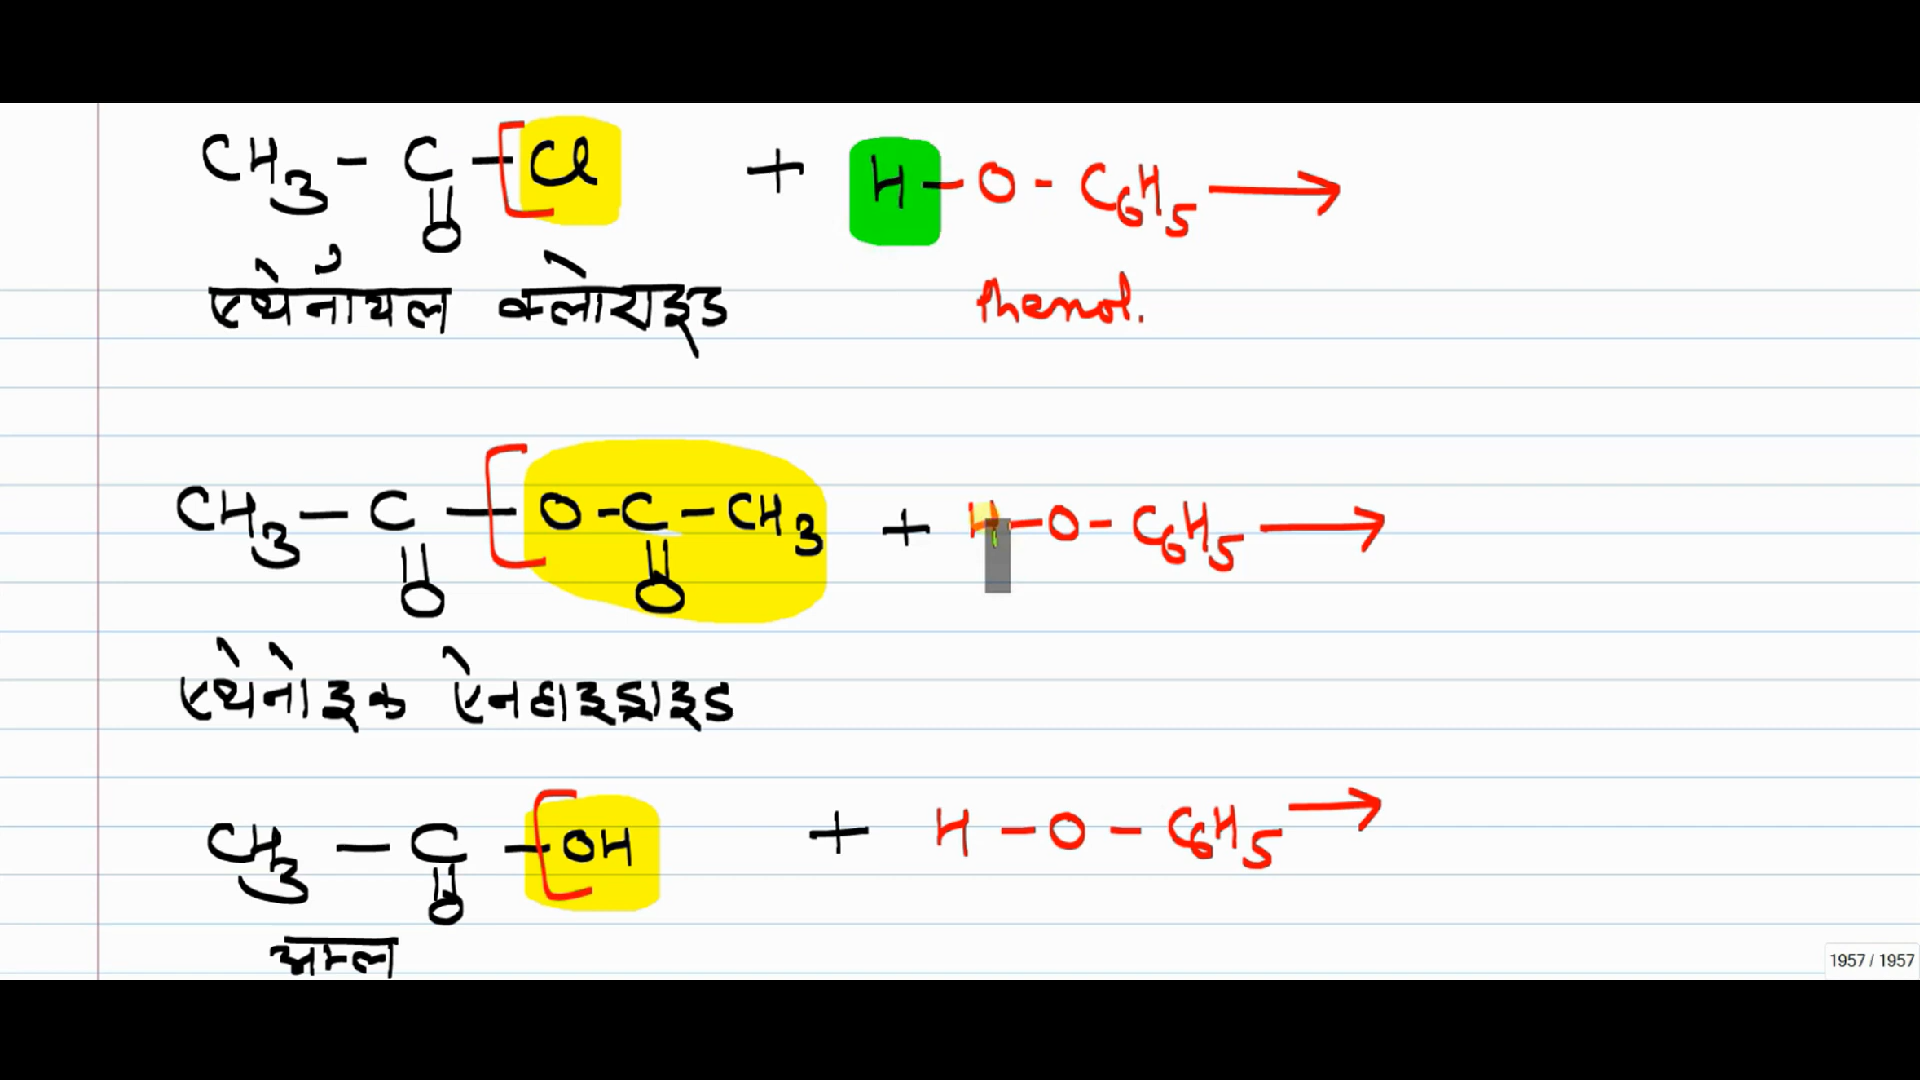 CH3 - C - [Cl + H - O - C6H5 ⟶
||
O
एथेनॉयल क्लोराइड Phenol.
CH3 - C - [O - C - CH3 + H - O - C6H5 ⟶
|| ||
O O
एथेनोइक ऐनहाइड्राइड
CH3 - C - [OH + H - O - C6H5 ⟶
||
O
अम्ल
1957 / 1957